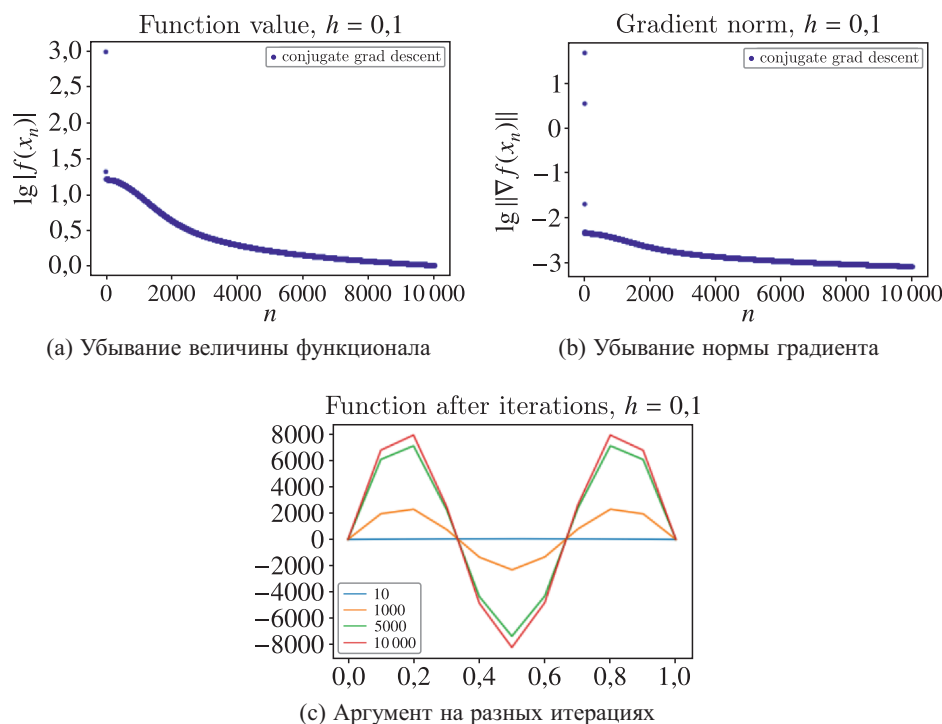 Function value, h = 0,1
3,0
2,5
2,0
1,5
1,0
0,5
0,0
lg |f(xₙ)|
conjugate grad descent
0 2000 4000 6000 8000 10 000
n
(a) Убывание величины функционала
Gradient norm, h = 0,1
1
0
−1
−2
−3
lg ||∇f(xₙ)||
conjugate grad descent
0 2000 4000 6000 8000 10 000
n
(b) Убывание нормы градиента
Function after iterations, h = 0,1
8000
6000
4000
2000
0
−2000
−4000
−6000
−8000
10
1000
5000
10 000
0,0 0,2 0,4 0,6 0,8 1,0
(c) Аргумент на разных итерациях